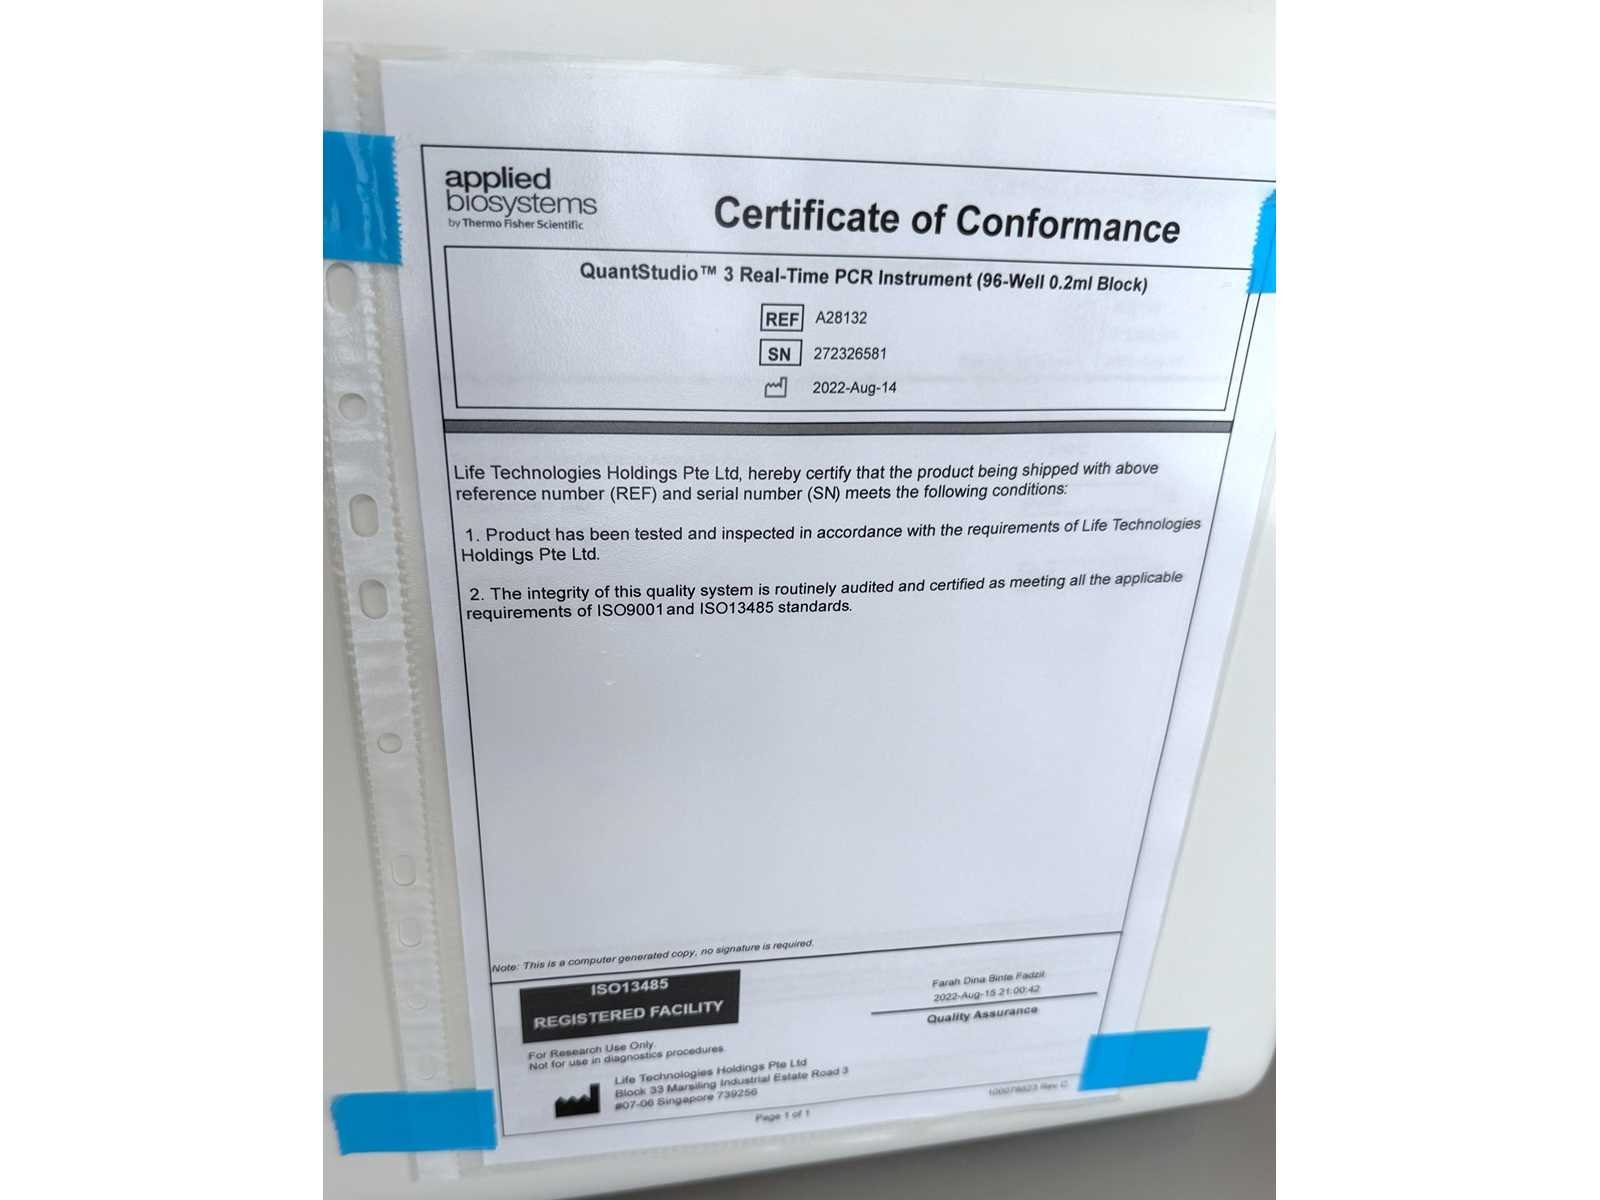 applied
biosystems
by Thermo Fisher Scientific
Certificate of Conformance
QuantStudio™ 3 Real-Time PCR Instrument (96-Well 0.2ml Block)
REF A28132
SN 272326581
2022-Aug-14
Life Technologies Holdings Pte Ltd, hereby certify that the product being shipped with above
reference number (REF) and serial number (SN) meets the following conditions:
1. Product has been tested and inspected in accordance with the requirements of Life Technologies
Holdings Pte Ltd.
2. The integrity of this quality system is routinely audited and certified as meeting all the applicable
requirements of ISO9001 and ISO13485 standards.
Note: This is a computer generated copy, no signature is required.
ISO13485
REGISTERED FACILITY
Farah Dina Binte Fadzil
2022-Aug-15 21:00:42
Quality Assurance
For Research Use Only.
Not for use in diagnostics procedures.
Life Technologies Holdings Pte Ltd
Block 33 Marsiling Industrial Estate Road 3
#07-06 Singapore 739256
Rev C
Page 1 of 1